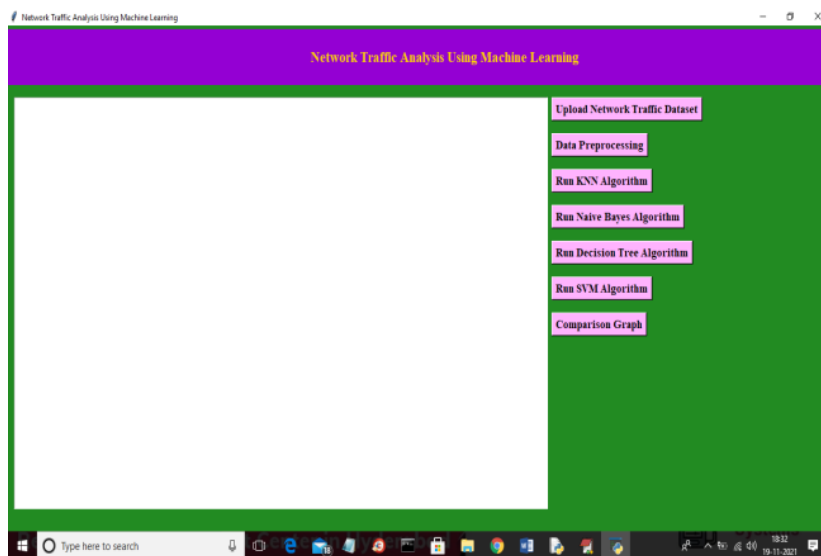 Network Traffic Analysis Using Machine Learning
Network Traffic Analysis Using Machine Learning
Upload Network Traffic Dataset
Data Preprocessing
Run KNN Algorithm
Run Naive Bayes Algorithm
Run Decision Tree Algorithm
Run SVM Algorithm
Comparison Graph
Type here to search
18:32
19-11-2021